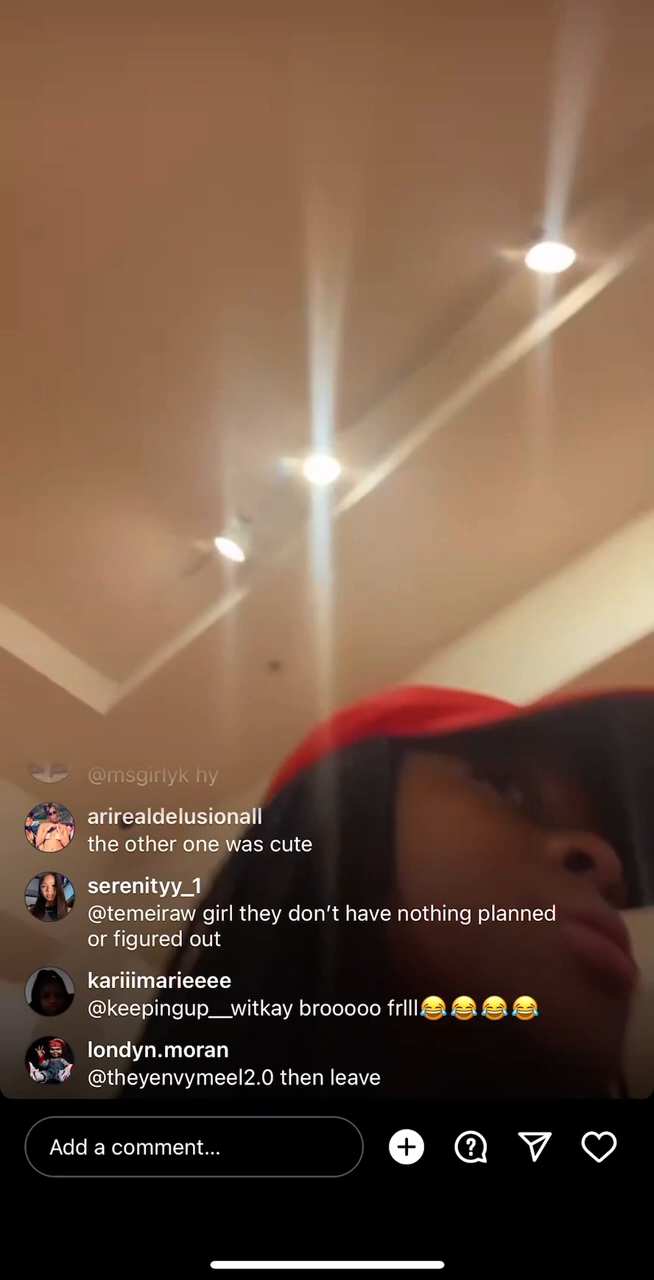 @msgirlyk hy
arirealdelusionall
the other one was cute
serenityy_1
@temeiraw girl they don’t have nothing planned
or figured out
kariiimarieeee
@keepingup__witkay brooooo frlll😂😂😂😂
londyn.moran
@theyenvymeel2.0 then leave
Add a comment...